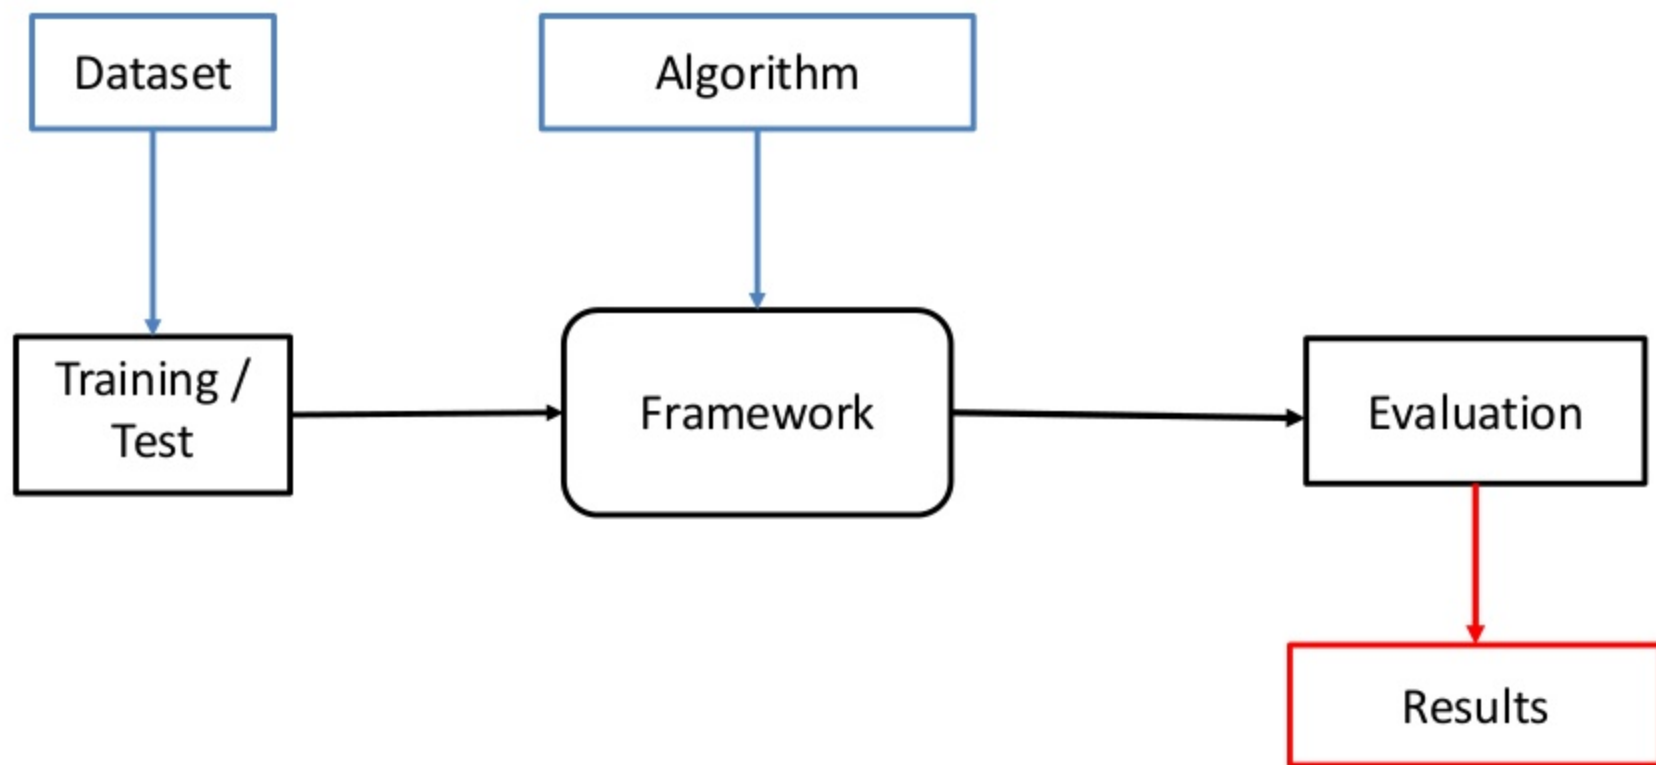 Dataset
Algorithm
Training /
Test
Framework
Evaluation
Results